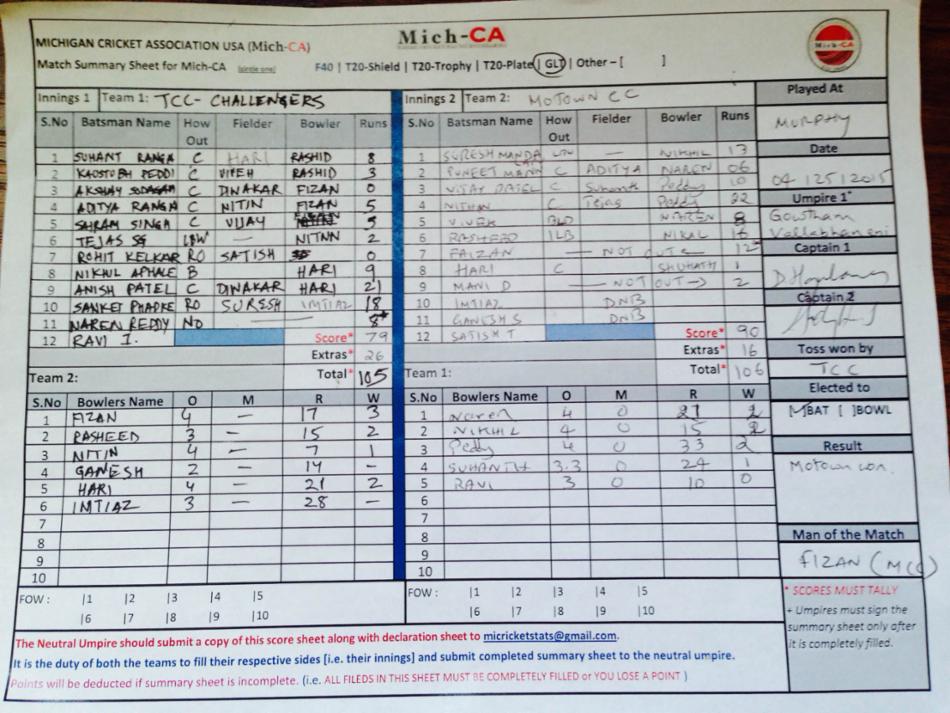 MICHIGAN CRICKET ASSOCIATION USA (Mich-CA)
Mich-CA
Mich-CA
Match Summary Sheet for Mich-CA (circle one) F40 | T20-Shield | T20-Trophy | T20-Plate | GLT | Other – [ ]
Innings 1 Team 1: TCC- CHALLENGERS
S.No Batsman Name How Out Fielder Bowler Runs
1 SUHANT RANGA C HARI RASHID 8
2 KAOSTUBH PEDDI C VIVEH RASHID 3
3 AKSHAY C DINAKAR FIZAN 0
4 ADITYA RANGA C NITIN FIZAN 5
5 SAHRAM SINGH C VIJAY FIZAN 5
6 TEJAS SG LBW — NITNN 2
7 ROHIT KELKAR RO SATISH 0
8 NIKHIL APHALE B HARI 9
9 ANISH PATEL C DINAKAR HARI 21
10 SANKET PHADKE RO SURESH IMTIAZ 18
11 NAREN REDDY NO — 8*
12 RAVI I.
Score* 79
Extras* 26
Total* 105
Innings 2 Team 2: MOTOWN CC
S.No Batsman Name How Out Fielder Bowler Runs
1 SURESH MANDA — NIKHIL 13
2 PUNEET MANN C ADITYA NAREN 06
3 VIJAY PATEL C Suhanth Peddy 10
4 NITHIN C Tejas Peddy 22
5 VIVEK BLD NAREN 8
6 RASHEED ILB NIKAL 16
7 FAIZAN — NOT OUT — 12*
8 HARI C SHUHATH 1
9 MANI D — NOT OUT → 2
10 IMTIAZ DNB
11 GANESH S DNB
12 SATISH T
Score* 90
Extras* 16
Total* 106
Team 2:
S.No Bowlers Name O M R W
1 FIZAN 4 — 17 3
2 RASHEED 3 — 15 2
3 NITIN 4 — 7 1
4 GANESH 2 — 14 —
5 HARI 4 — 21 2
6 IMTIAZ 3 — 28 —
7
8
9
10
FOW : |1 |2 |3 |4 |5
|6 |7 |8 |9 |10
Team 1:
S.No Bowlers Name O M R W
1 Naren 4 0 21 2
2 NIKHIL 4 0 15 2
3 Peddy 4 0 33 2
4 SUHANTH 3.3 0 24 1
5 RAVI 3 0 10 0
6
7
8
9
10
FOW : |1 |2 |3 |4 |5
|6 |7 |8 |9 |10
Played At
MURPHY
Date
04/25/2015
Umpire 1*
Gowtham
Vallabhaneni
Captain 1
Captain 2
Toss won by
TCC
Elected to
[✓]BAT [ ]BOWL
Result
Motown won.
Man of the Match
FIZAN (MCC)
* SCORES MUST TALLY
+ Umpires must sign the
summary sheet only after
it is completely filled.
The Neutral Umpire should submit a copy of this score sheet along with declaration sheet to micricketstats@gmail.com.
It is the duty of both the teams to fill their respective sides [i.e. their innings] and submit completed summary sheet to the neutral umpire.
Points will be deducted if summary sheet is incomplete. (i.e. ALL FILEDS IN THIS SHEET MUST BE COMPLETELY FILLED or YOU LOSE A POINT )